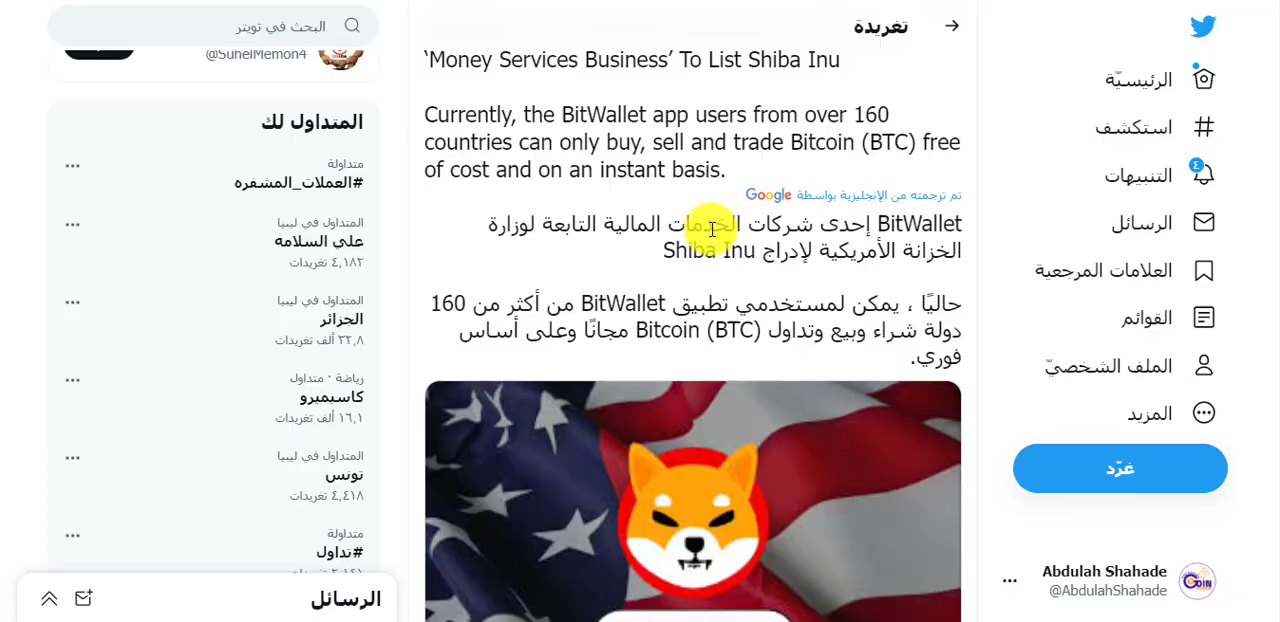 البحث في تويتر
@SuhelMemon4
المتداول لك
متداولة
#العملات_المشفره
المتداول في ليبيا
علي السلامه
٤,١٨٢ تغريدات
المتداول في ليبيا
الجزائر
٢٢,٨ ألف تغريدات
رياضة · متداول
كاسيميرو
١٦,١ ألف تغريدات
المتداول في ليبيا
تونس
٤,٤١٨ تغريدات
متداولة
#تداول
الرسائل
تغريدة
‘Money Services Business’ To List Shiba Inu
Currently, the BitWallet app users from over 160
countries can only buy, sell and trade Bitcoin (BTC) free
of cost and on an instant basis.
تم ترجمته من الإنجليزية بواسطة Google
BitWallet إحدى شركات الخدمات المالية التابعة لوزارة
الخزانة الأمريكية لإدراج Shiba Inu
حاليًا ، يمكن لمستخدمي تطبيق BitWallet من أكثر من 160
دولة شراء وبيع وتداول Bitcoin (BTC) مجانًا وعلى أساس
فوري.
الرئيسيّة
استكشف
٤
التنبيهات
الرسائل
العلامات المرجعية
القوائم
الملف الشخصيّ
المزيد
غرّد
Abdulah Shahade
@AbdulahShahade
COIN